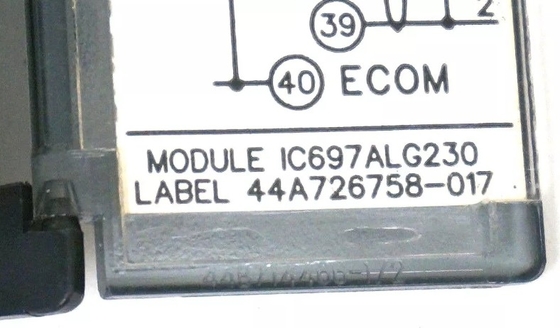 39
2
40 ECOM
MODULE IC697ALG230
LABEL 44A726758-017